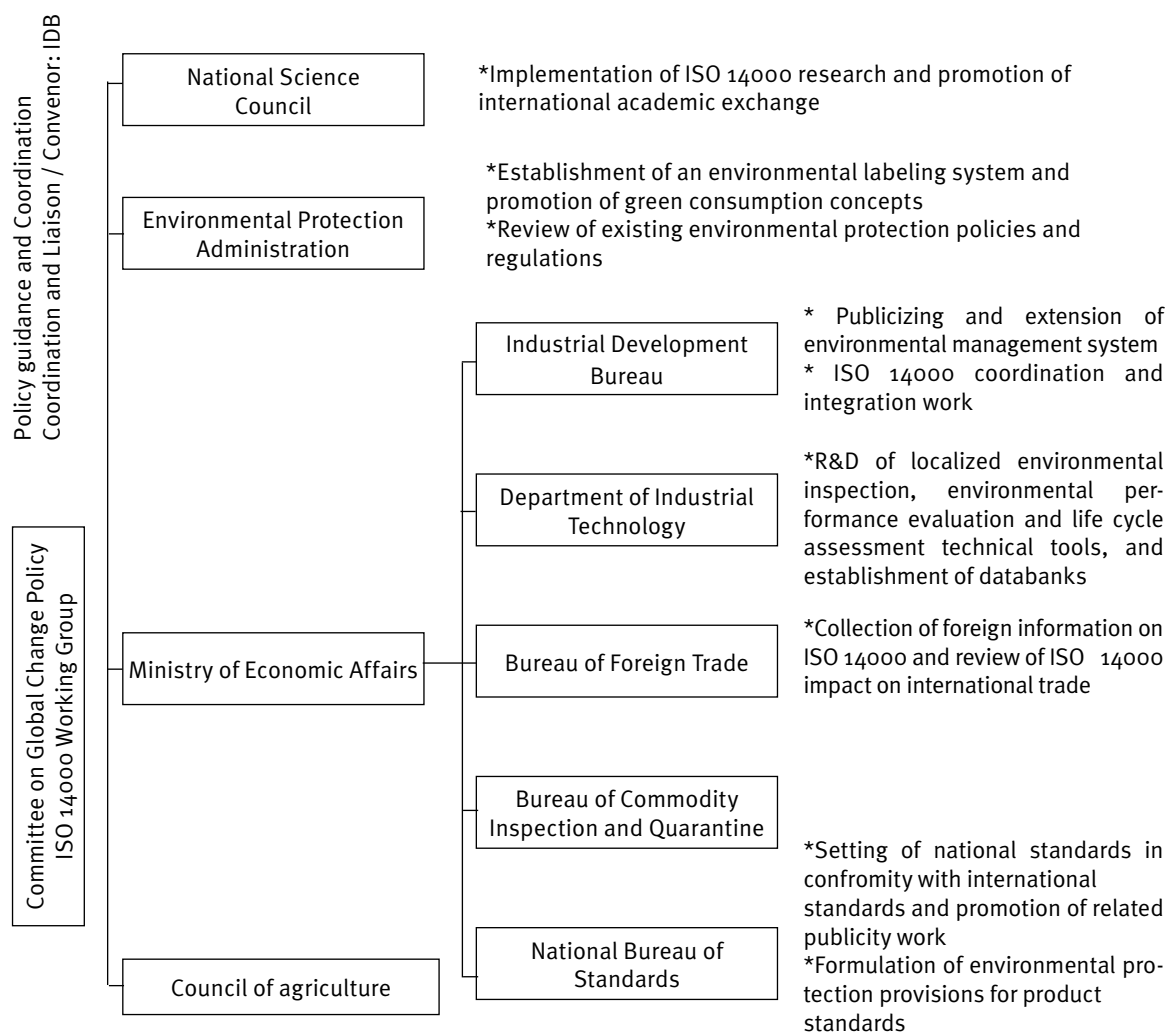 Policy guidance and Coordination
Coordination and Liaison / Convenor: IDB
Committee on Global Change Policy
ISO 14000 Working Group
National Science
Council
*Implementation of ISO 14000 research and promotion of
international academic exchange
Environmental Protection
Administration
*Establishment of an environmental labeling system and
promotion of green consumption concepts
*Review of existing environmental protection policies and
regulations
Ministry of Economic Affairs
Industrial Development
Bureau
* Publicizing and extension of
environmental management system
* ISO 14000 coordination and
integration work
Department of Industrial
Technology
*R&D of localized environmental
inspection, environmental per-
formance evaluation and life cycle
assessment technical tools, and
establishment of databanks
Bureau of Foreign Trade
*Collection of foreign information on
ISO 14000 and review of ISO 14000
impact on international trade
Bureau of Commodity
Inspection and Quarantine
National Bureau of
Standards
*Setting of national standards in
confromity with international
standards and promotion of related
publicity work
*Formulation of environmental pro-
tection provisions for product
standards
Council of agriculture